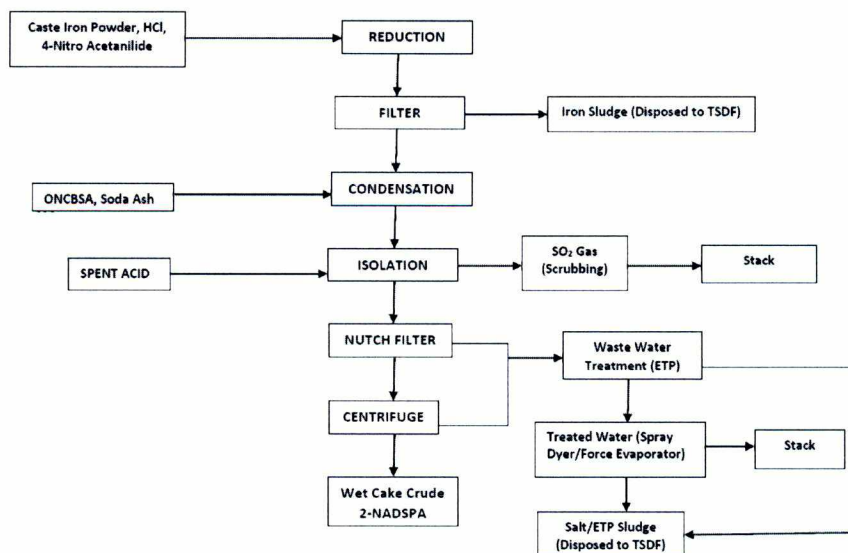 Caste Iron Powder, HCl,
4-Nitro Acetanilide
REDUCTION
FILTER
Iron Sludge (Disposed to TSDF)
CONDENSATION
ONCBSA, Soda Ash
ISOLATION
SPENT ACID
SO₂ Gas
(Scrubbing)
Stack
NUTCH FILTER
Waste Water
Treatment (ETP)
CENTRIFUGE
Treated Water (Spray
Dyer/Force Evaporator)
Stack
Wet Cake Crude
2-NADSPA
Salt/ETP Sludge
(Disposed to TSDF)